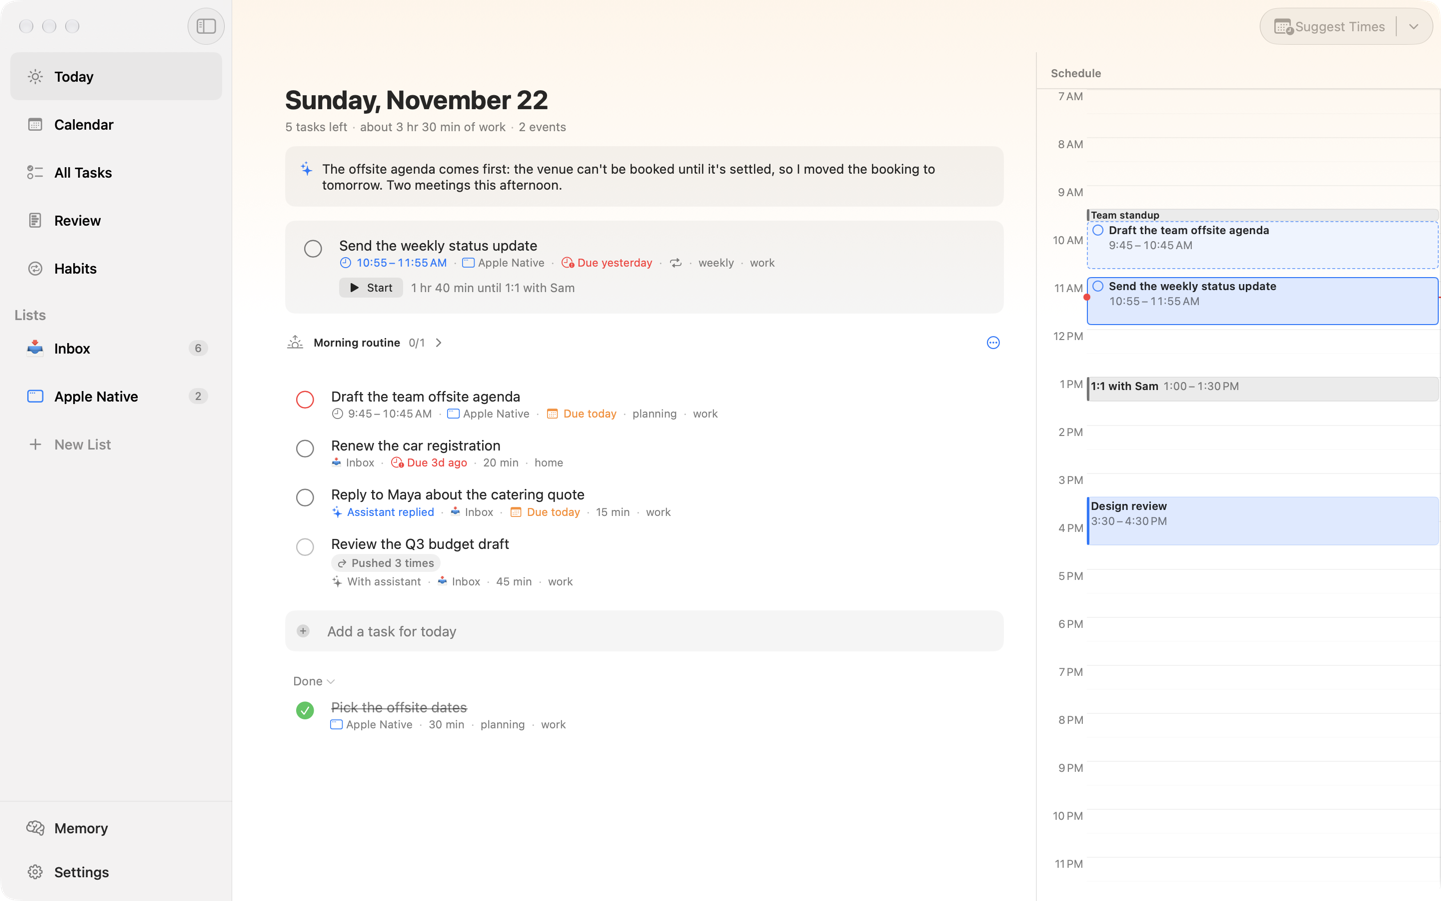 Today
Calendar
All Tasks
Review
Habits
Lists
Inbox 6
Apple Native 2
New List
Memory
Settings
Sunday, November 22
5 tasks left · about 3 hr 30 min of work · 2 events
The offsite agenda comes first: the venue can't be booked until it's settled, so I moved the booking to
tomorrow. Two meetings this afternoon.
Send the weekly status update
10:55 – 11:55 AM · Apple Native · Due yesterday · weekly · work
Start 1 hr 40 min until 1:1 with Sam
Morning routine 0/1
Draft the team offsite agenda
9:45 – 10:45 AM · Apple Native · Due today · planning · work
Renew the car registration
Inbox · Due 3d ago · 20 min · home
Reply to Maya about the catering quote
Assistant replied · Inbox · Due today · 15 min · work
Review the Q3 budget draft
Pushed 3 times
With assistant · Inbox · 45 min · work
Add a task for today
Done
Pick the offsite dates
Apple Native · 30 min · planning · work
Suggest Times
Schedule
7 AM
8 AM
9 AM
Team standup
Draft the team offsite agenda
10 AM
9:45 – 10:45 AM
Send the weekly status update
11 AM
10:55 – 11:55 AM
12 PM
1 PM
1:1 with Sam 1:00 – 1:30 PM
2 PM
3 PM
Design review
3:30 – 4:30 PM
4 PM
5 PM
6 PM
7 PM
8 PM
9 PM
10 PM
11 PM